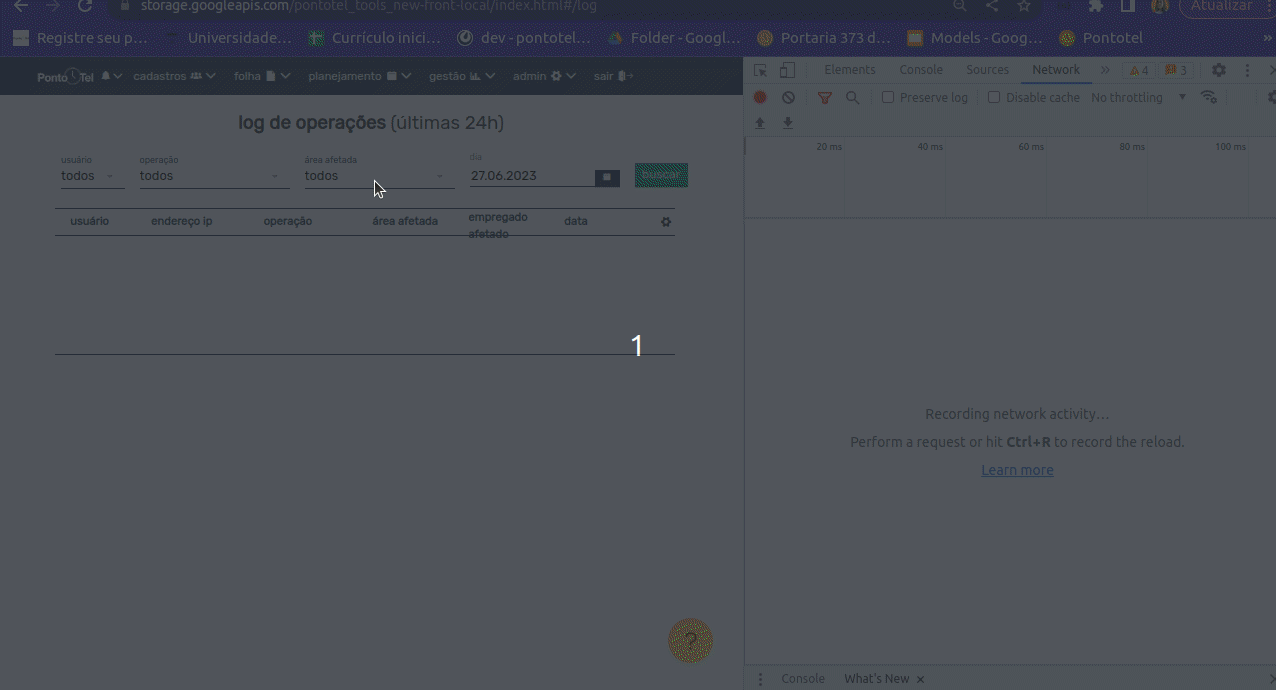 storage.googleapis.com/pontotel_tools_new-front-local/index.html#/log
Atualizar
Registre seu p… Universidade… Currículo inici… dev - pontotel… Folder - Googl… Portaria 373 d… Models - Goog… Pontotel »
PontoTel cadastros folha planejamento gestão admin sair
Elements Console Sources Network » 4 3
Preserve log Disable cache No throttling
log de operações (últimas 24h)
20 ms 40 ms 60 ms 80 ms 100 ms
usuário operação área afetada dia
todos todos todos 27.06.2023 buscar
usuário endereço ip operação área afetada empregado afetado data
1
Recording network activity…
Perform a request or hit Ctrl+R to record the reload.
Learn more
?
Console What's New ×